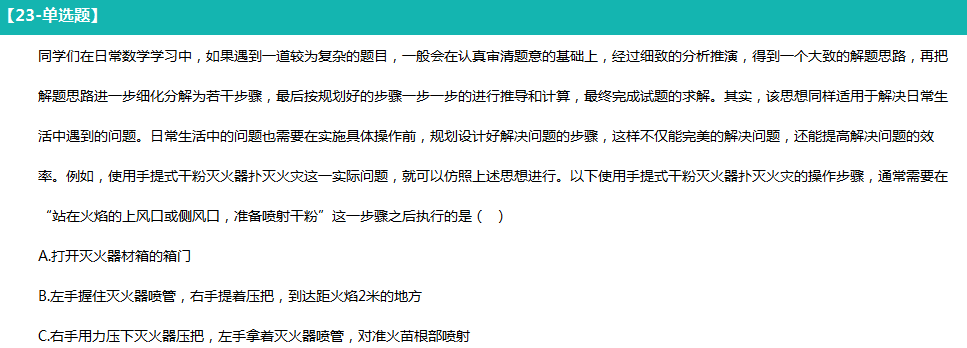 【23-单选题】
同学们在日常数学学习中，如果遇到一道较为复杂的题目，一般会在认真审清题意的基础上，经过细致的分析推演，得到一个大致的解题思路，再把
解题思路进一步细化分解为若干步骤，最后按规划好的步骤一步一步的进行推导和计算，最终完成试题的求解。其实，该思想同样适用于解决日常生
活中遇到的问题。日常生活中的问题也需要在实施具体操作前，规划设计好解决问题的步骤，这样不仅能完美的解决问题，还能提高解决问题的效
率。例如，使用手提式干粉灭火器扑灭火灾这一实际问题，就可以仿照上述思想进行。以下使用手提式干粉灭火器扑灭火灾的操作步骤，通常需要在
“站在火焰的上风口或侧风口，准备喷射干粉”这一步骤之后执行的是（　）
A.打开灭火器材箱的箱门
B.左手握住灭火器喷管，右手提着压把，到达距火焰2米的地方
C.右手用力压下灭火器压把，左手拿着灭火器喷管，对准火苗根部喷射